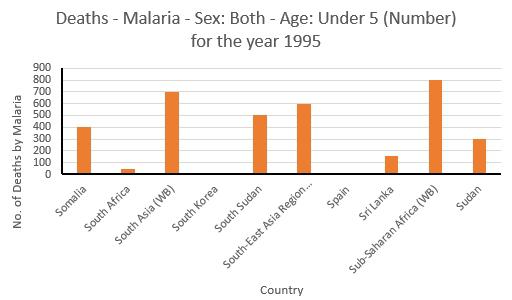 Deaths - Malaria - Sex: Both - Age: Under 5 (Number)
for the year 1995
No. of Deaths by Malaria
900
800
700
600
500
400
300
200
100
0
Somalia
South Africa
South Asia (WB)
South Korea
South Sudan
South-East Asia Region...
Spain
Sri Lanka
Sub-Saharan Africa (WB)
Sudan
Country